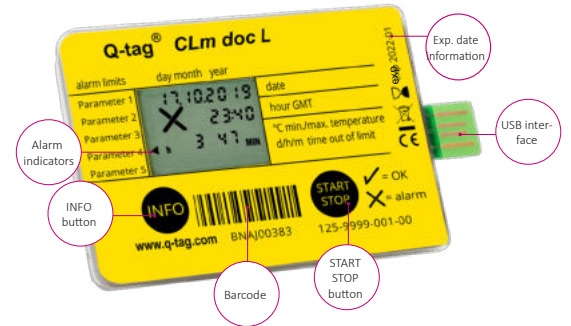 Q-tag® CLm doc L
alarm limits day month year
Parameter 1
Parameter 2
Parameter 3
Parameter 4
Parameter 5
17.10.2019
23:40
h 3 47 MIN
date
hour GMT
°C min./max. temperature
d/h/m time out of limit
exp 2022-01
CE
INFO
START
STOP
= OK
= alarm
www.q-tag.com
BNAJ00383
125-9999-001-00
Exp. date
information
USB inter-
face
Alarm
indicators
INFO
button
Barcode
START
STOP
button